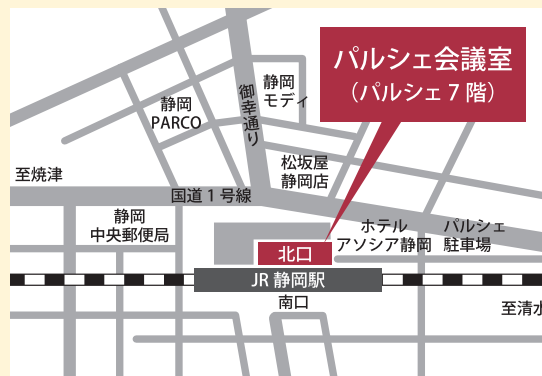 パルシェ会議室
（パルシェ７階）
静岡
モディ
御幸通り
静岡
PARCO
松坂屋
静岡店
至焼津
国道１号線
静岡
中央郵便局
ホテル
アソシア静岡
パルシェ
駐車場
北口
JR 静岡駅
南口
至清水